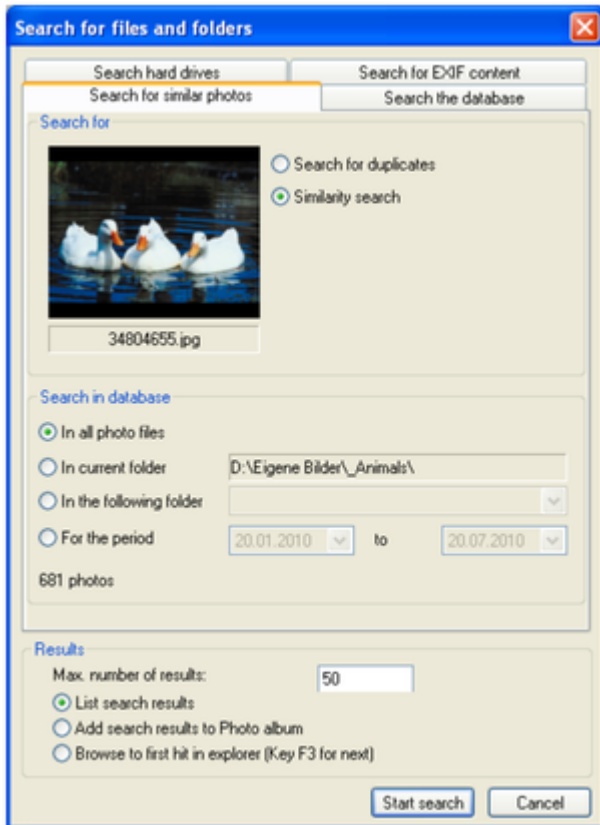 Search for files and folders
Search hard drives
Search for EXIF content
Search for similar photos
Search the database
Search for
Search for duplicates
Similarity search
34804655.jpg
Search in database
In all photo files
In current folder
D:\Eigene Bilder\_Animals\
In the following folder
For the period
20.01.2010
to
20.07.2010
681 photos
Results
Max. number of results:
50
List search results
Add search results to Photo album
Browse to first hit in explorer (Key F3 for next)
Start search
Cancel